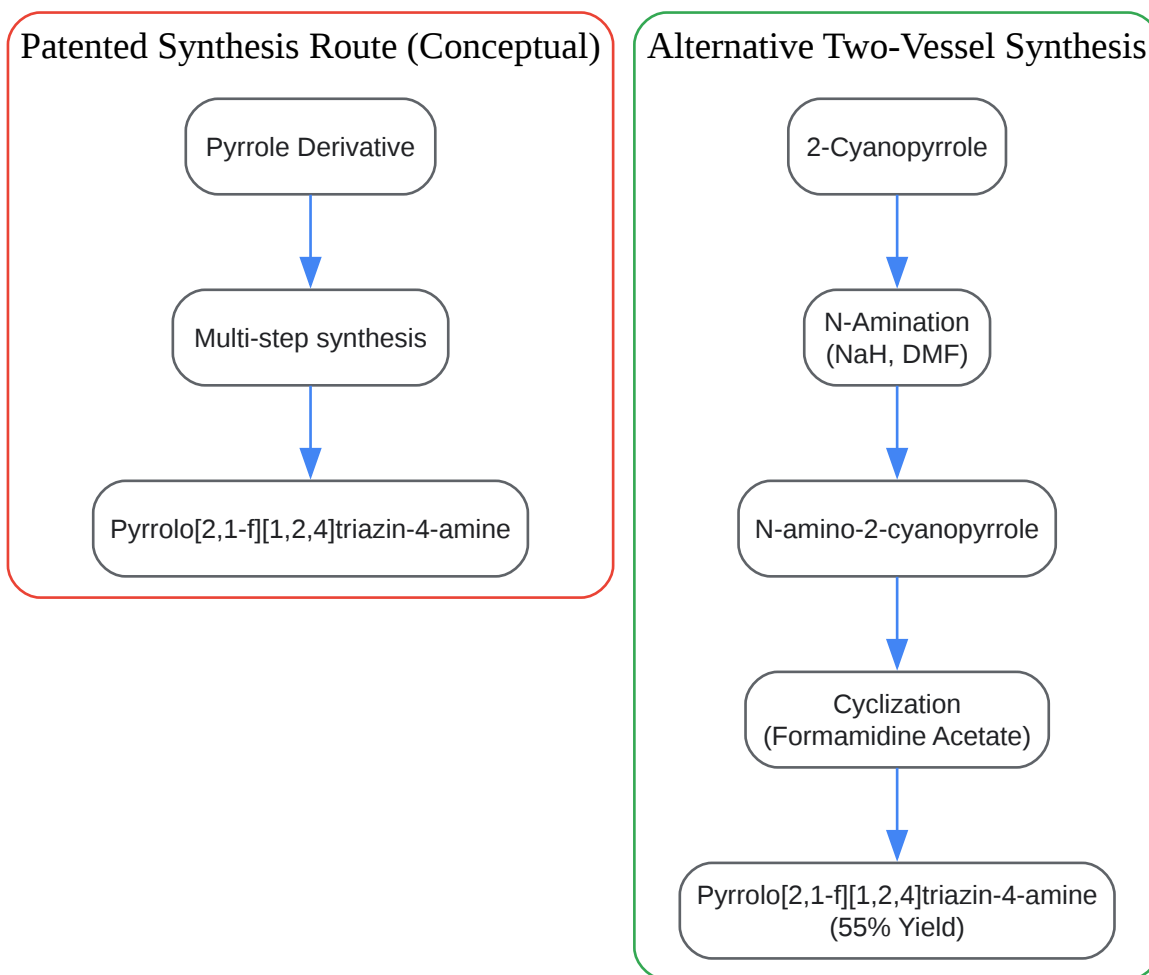 Patented Synthesis Route (Conceptual)
Pyrrole Derivative
Multi-step synthesis
Pyrrolo[2,1-f][1,2,4]triazin-4-amine
Alternative Two-Vessel Synthesis
2-Cyanopyrrole
N-Amination
(NaH, DMF)
N-amino-2-cyanopyrrole
Cyclization
(Formamidine Acetate)
Pyrrolo[2,1-f][1,2,4]triazin-4-amine
(55% Yield)